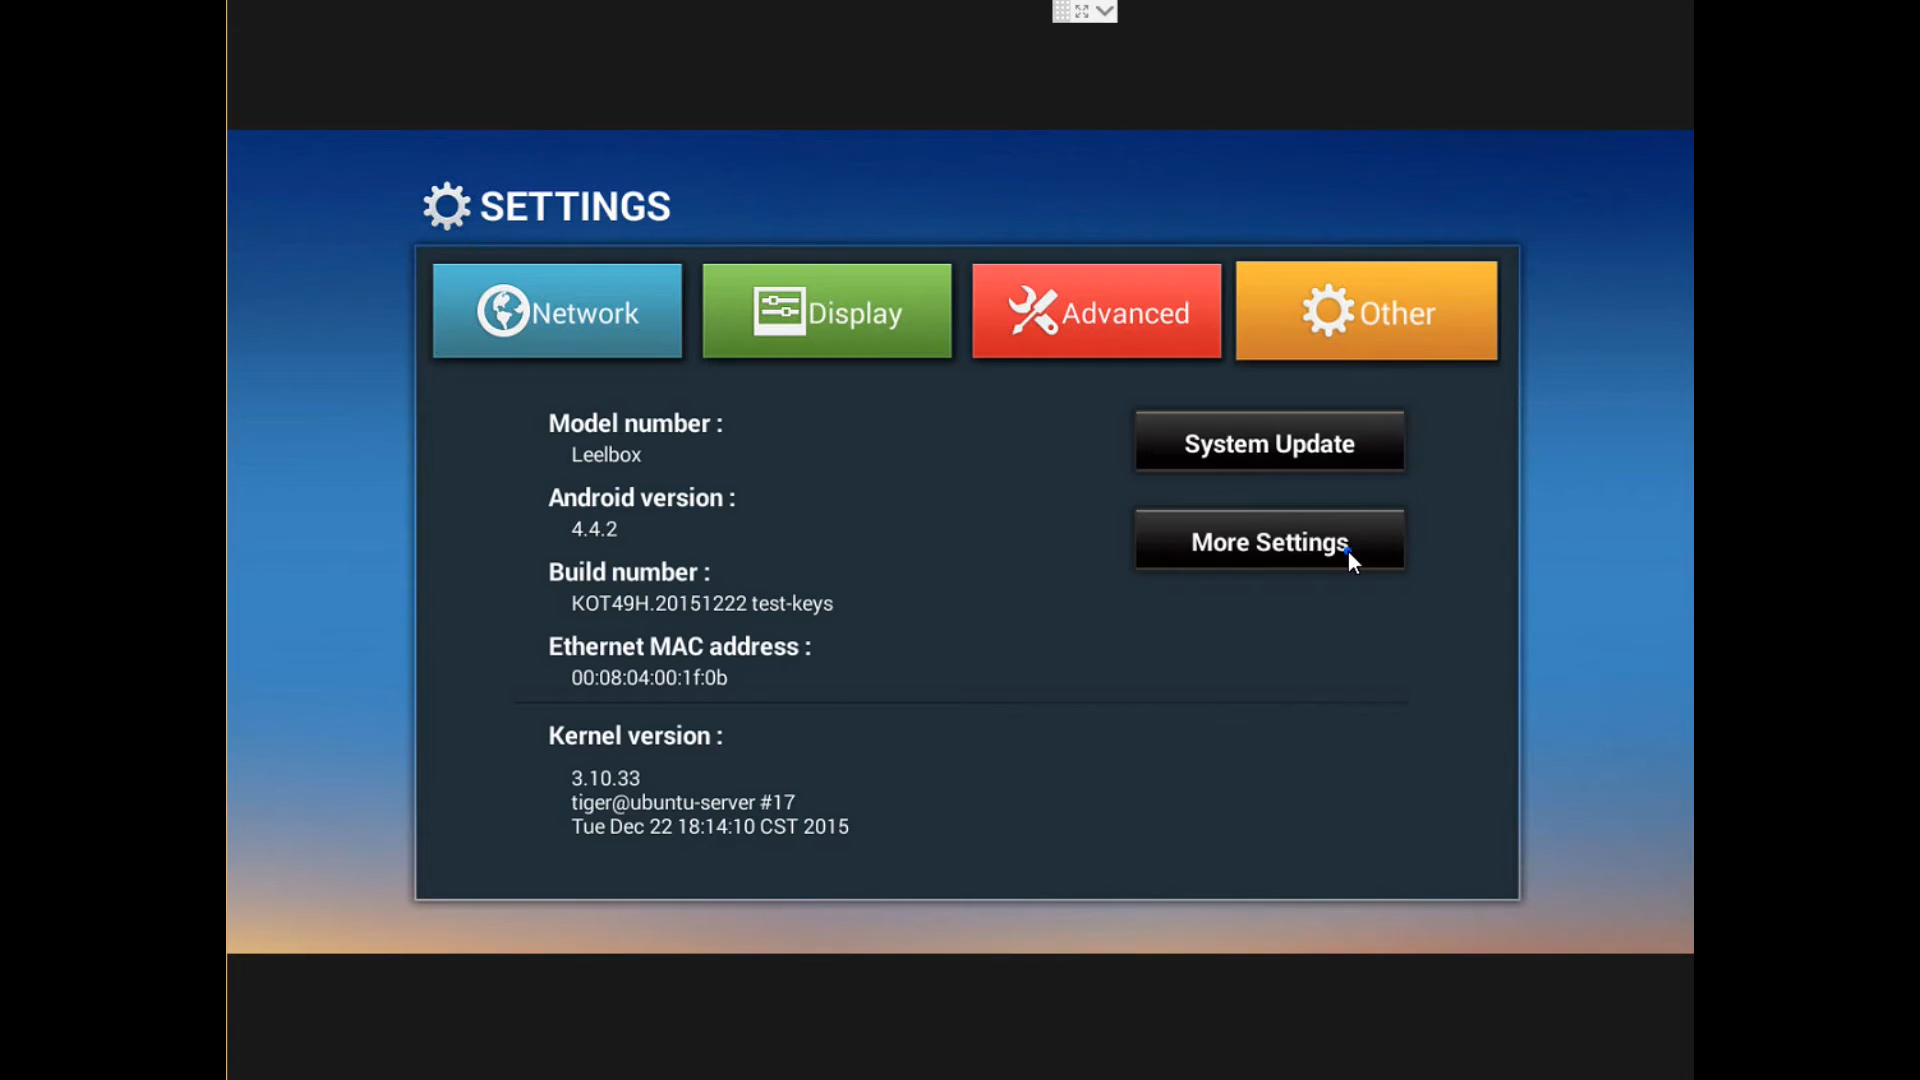 SETTINGS
Network
Display
Advanced
Other
Model number :
Leelbox
System Update
Android version :
4.4.2
More Settings
Build number :
KOT49H.20151222 test-keys
Ethernet MAC address :
00:08:04:00:1f:0b
Kernel version :
3.10.33
tiger@ubuntu-server #17
Tue Dec 22 18:14:10 CST 2015